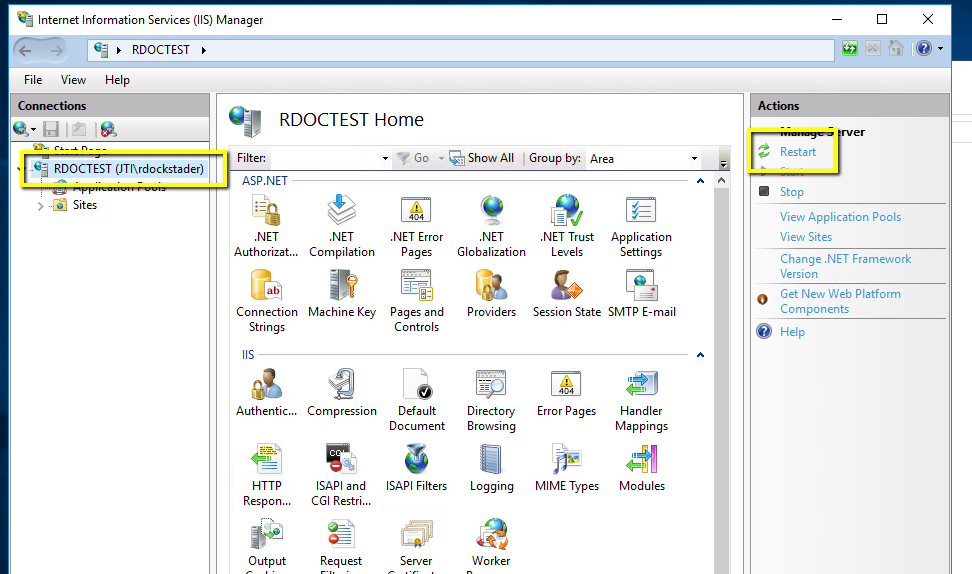 Internet Information Services (IIS) Manager
RDOCTEST
File View Help
Connections
Start Page
RDOCTEST (JTI\rdockstader)
Application Pools
Sites
RDOCTEST Home
Filter: Go Show All Group by: Area
ASP.NET
.NET Authorizat...
.NET Compilation
.NET Error Pages
.NET Globalization
.NET Trust Levels
Application Settings
Connection Strings
Machine Key
Pages and Controls
Providers
Session State
SMTP E-mail
IIS
Authentic...
Compression
Default Document
Directory Browsing
Error Pages
Handler Mappings
HTTP Respon...
ISAPI and CGI Restri...
ISAPI Filters
Logging
MIME Types
Modules
Output
Request
Server
Worker
Actions
Manage Server
Restart
Start
Stop
View Application Pools
View Sites
Change .NET Framework
Version
Get New Web Platform
Components
Help